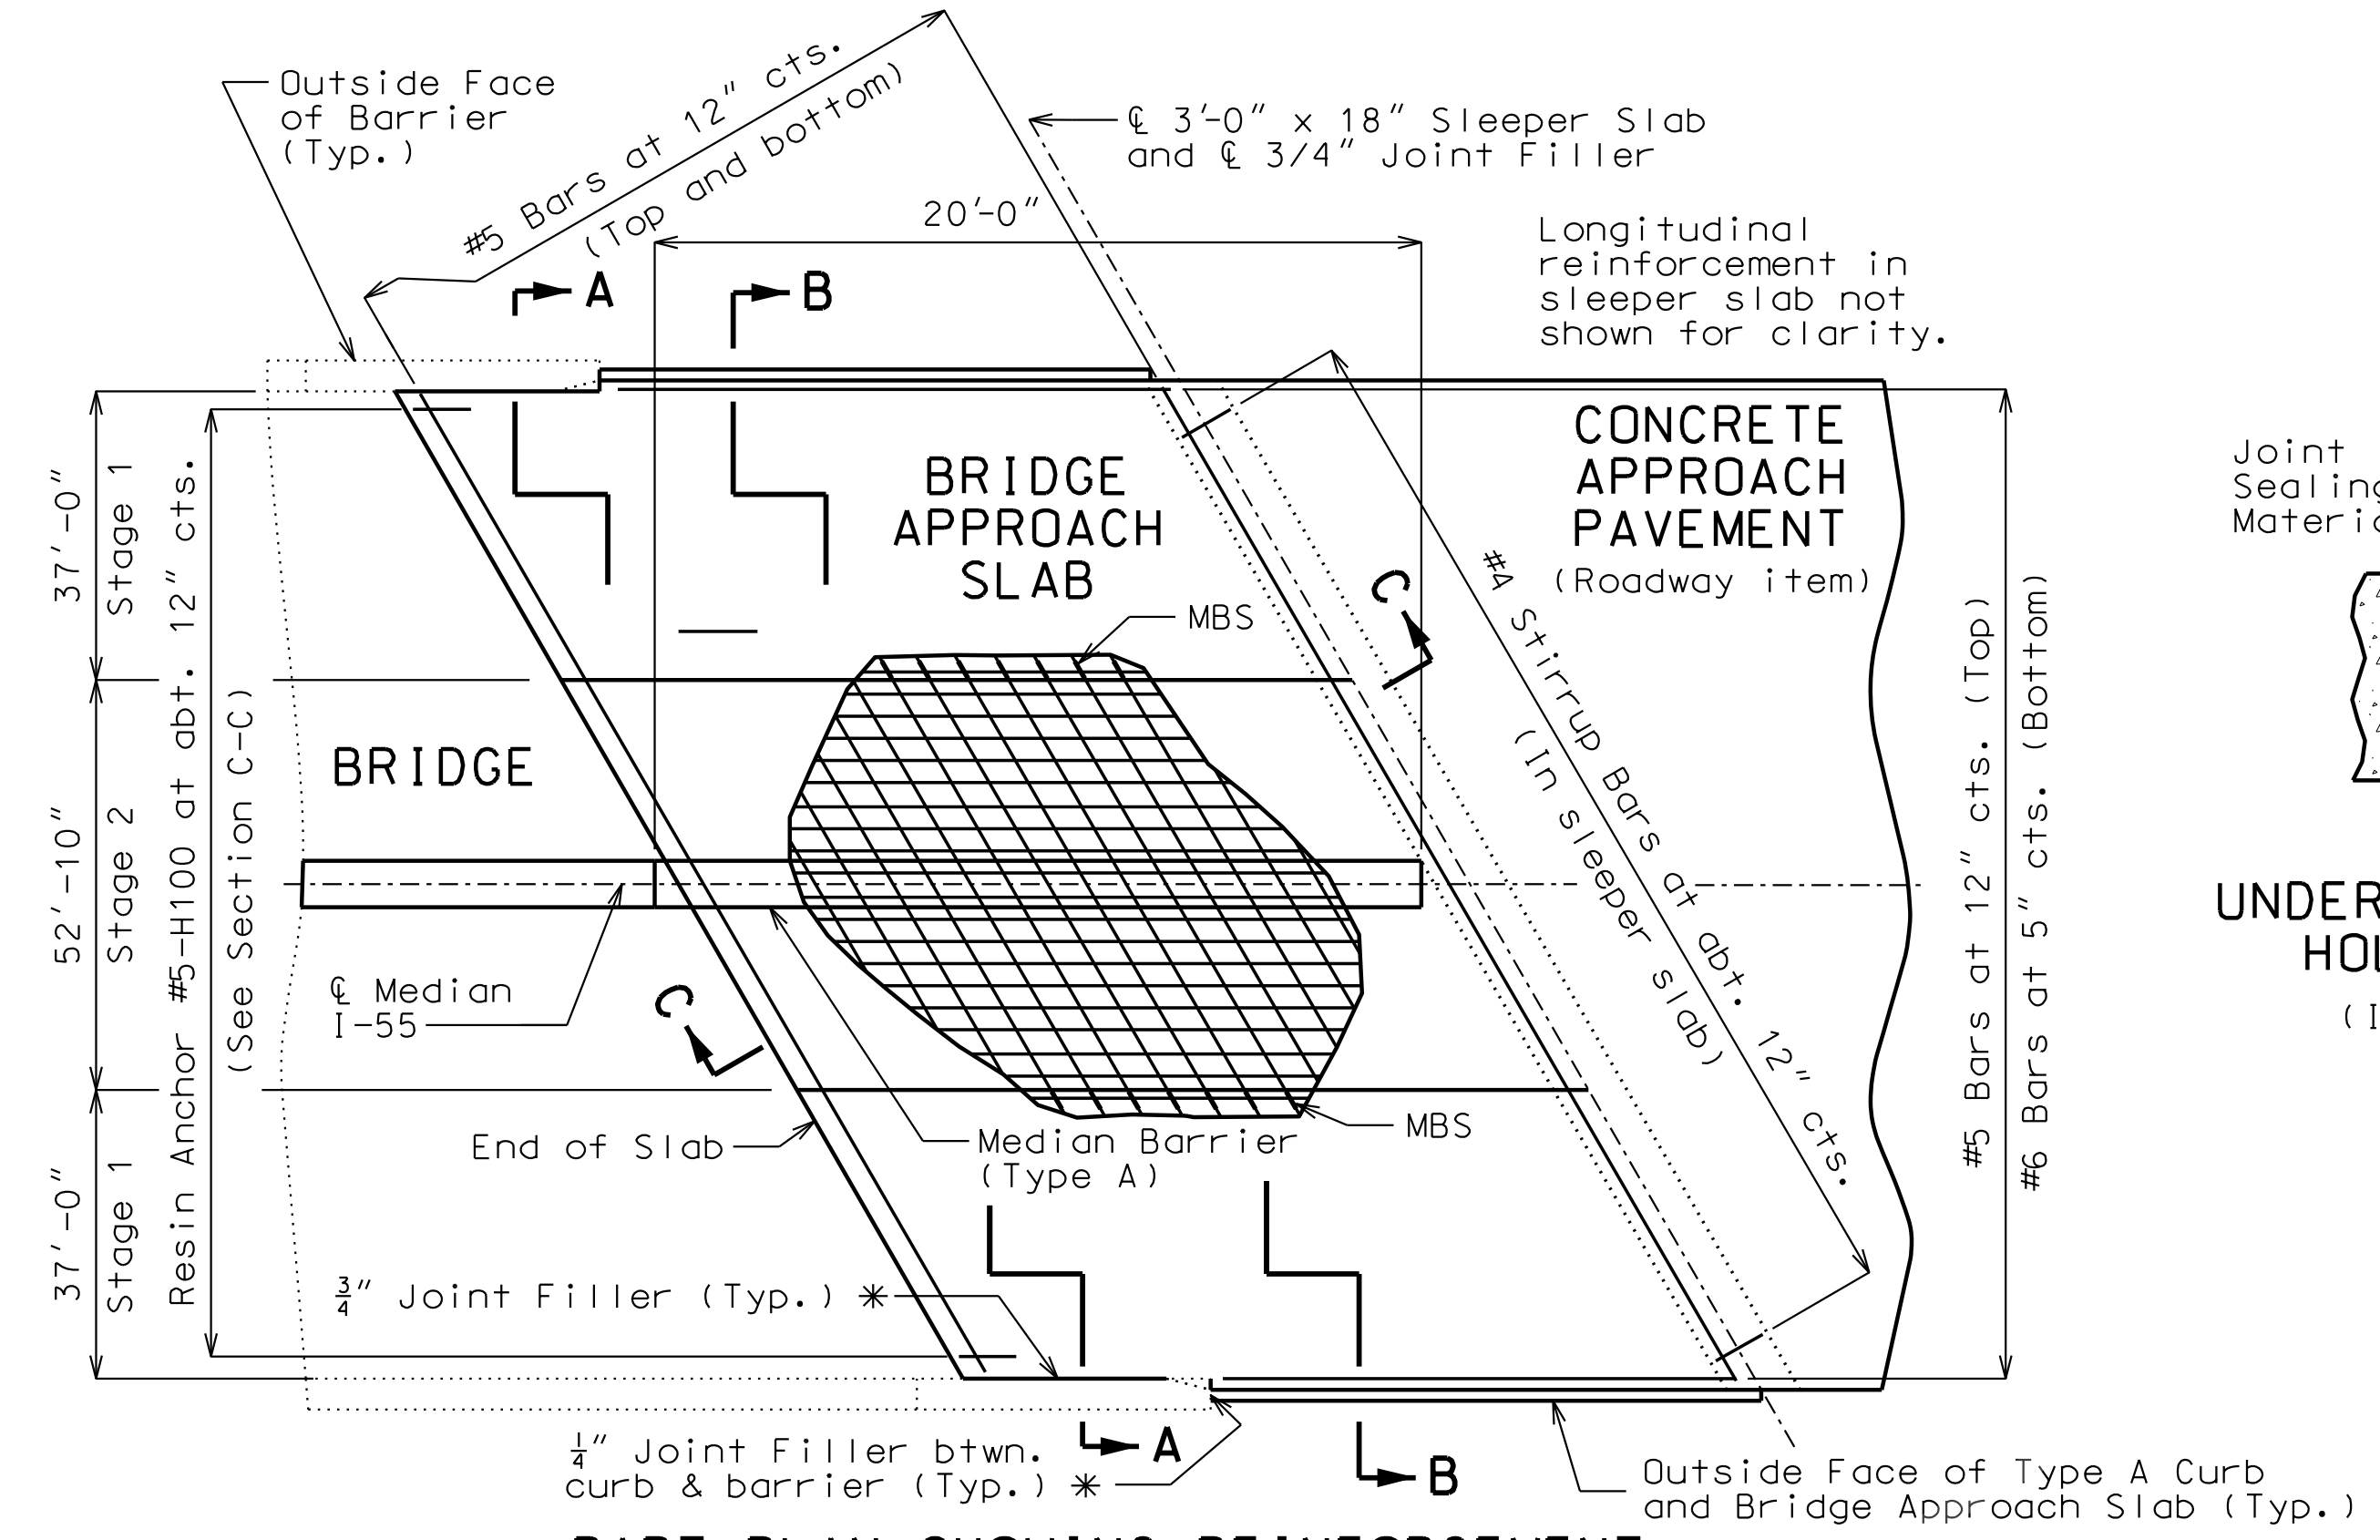 Outside Face
of Barrier
(Typ.)
#5 Bars at 12" cts.
(Top and bottom)
℄ 3'-0" x 18" Sleeper Slab
and ℄ 3/4" Joint Filler
20'-0"
Longitudinal
reinforcement in
sleeper slab not
shown for clarity.
A
B
CONCRETE
APPROACH
PAVEMENT
(Roadway item)
BRIDGE
APPROACH
SLAB
MBS
C
37'-0"
Stage 1
52'-10"
Stage 2
37'-0"
Stage 1
Resin Anchor #5-H100 at abt. 12" cts.
(See Section C-C)
BRIDGE
#4 Stirrup Bars at abt. 12" cts.
(In sleeper slab)
#5 Bars at 12" cts. (Top)
#6 Bars at 5" cts. (Bottom)
Joint
UNDER
℄ Median
I-55
C
End of Slab
Median Barrier
(Type A)
MBS
3/4" Joint Filler (Typ.) *
1/4" Joint Filler btwn.
curb & barrier (Typ.) *
A
B
Outside Face of Type A Curb
and Bridge Approach Slab (Typ.)